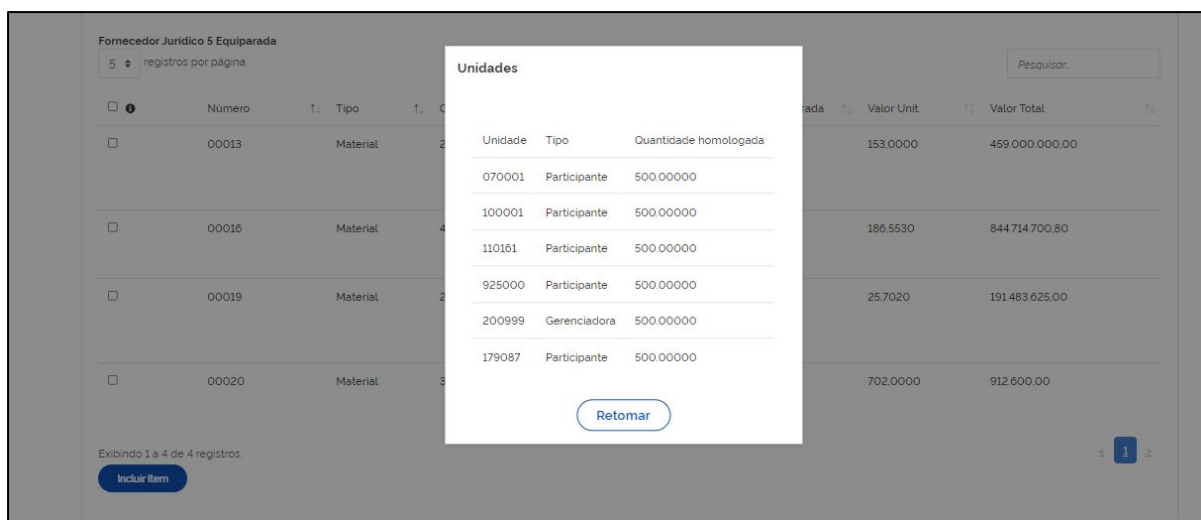 Fornecedor Jurídico 5 Equiparada
5 registros por página
Pesquisar...
Unidades
Número Tipo rada Valor Unit. Valor Total
00013 Material 153,0000 459.000.000,00
00016 Material 186,5530 844.714.700,80
00019 Material 25,7020 191.483.625,00
00020 Material 702,0000 912.600,00
Unidade Tipo Quantidade homologada
070001 Participante 500.00000
100001 Participante 500.00000
110161 Participante 500.00000
925000 Participante 500.00000
200999 Gerenciadora 500.00000
179087 Participante 500.00000
Retomar
Exibindo 1 a 4 de 4 registros.
1
Incluir Item